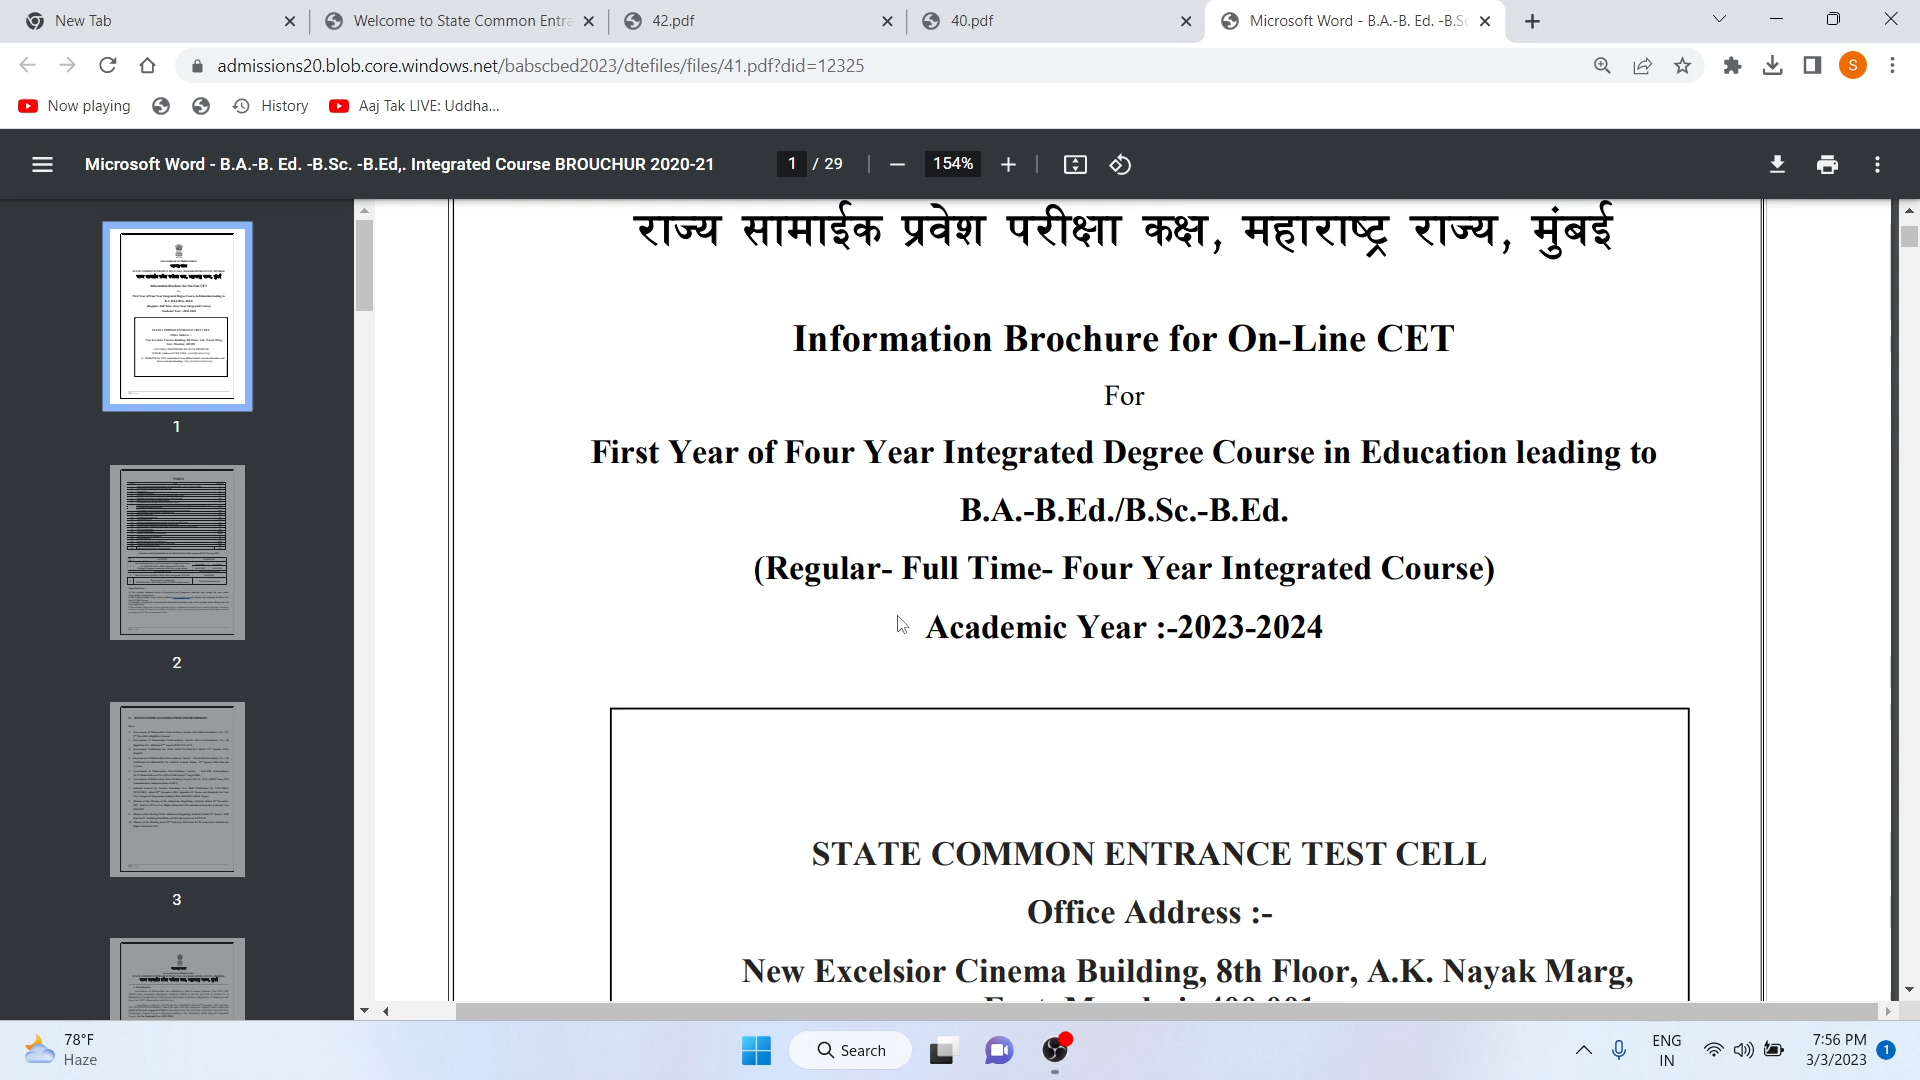 New Tab
Welcome to State Common Entra
42.pdf
40.pdf
Microsoft Word - B.A.-B. Ed. -B.Sc
admissions20.blob.core.windows.net/babscbed2023/dtefiles/files/41.pdf?did=12325
S
Now playing
History
Aaj Tak LIVE: Uddha...
Microsoft Word - B.A.-B. Ed. -B.Sc. -B.Ed,. Integrated Course BROUCHUR 2020-21
1 / 29
154%
राज्य सामाईक प्रवेश परीक्षा कक्ष, महाराष्ट्र राज्य, मुंबई
Information Brochure for On-Line CET
For
First Year of Four Year Integrated Degree Course in Education leading to
B.A.-B.Ed./B.Sc.-B.Ed.
(Regular- Full Time- Four Year Integrated Course)
Academic Year :-2023-2024
STATE COMMON ENTRANCE TEST CELL
Office Address :-
New Excelsior Cinema Building, 8th Floor, A.K. Nayak Marg,
1
2
3
78°F
Haze
Search
ENG
IN
7:56 PM
3/3/2023
1